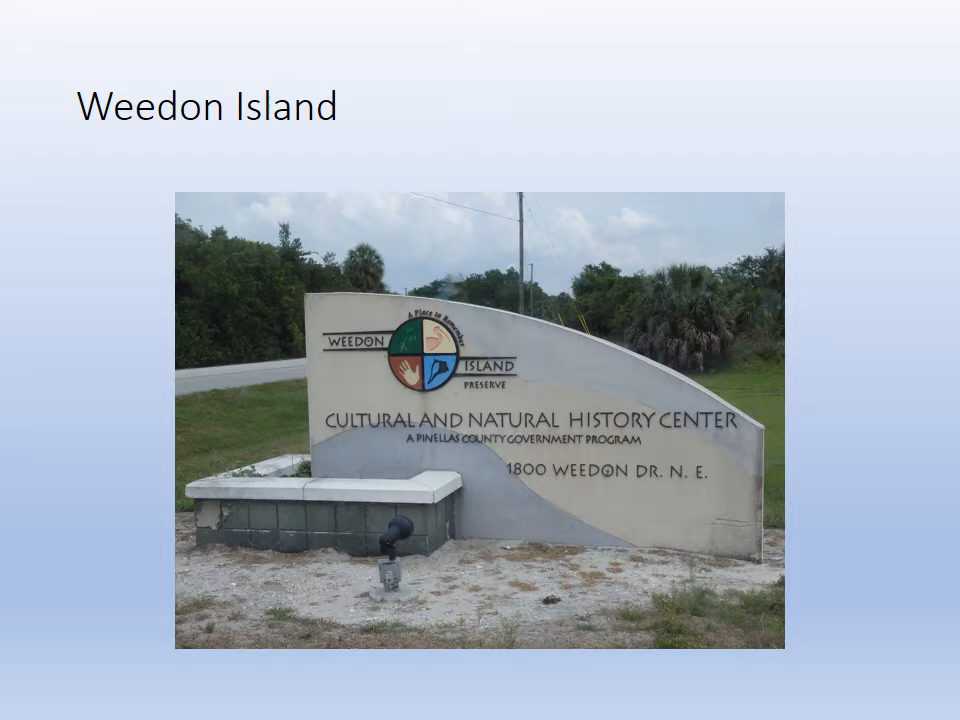 Weedon Island
A Place to Remember
WEEDON
ISLAND
PRESERVE
CULTURAL AND NATURAL HISTORY CENTER
A PINELLAS COUNTY GOVERNMENT PROGRAM
1800 WEEDON DR. N. E.